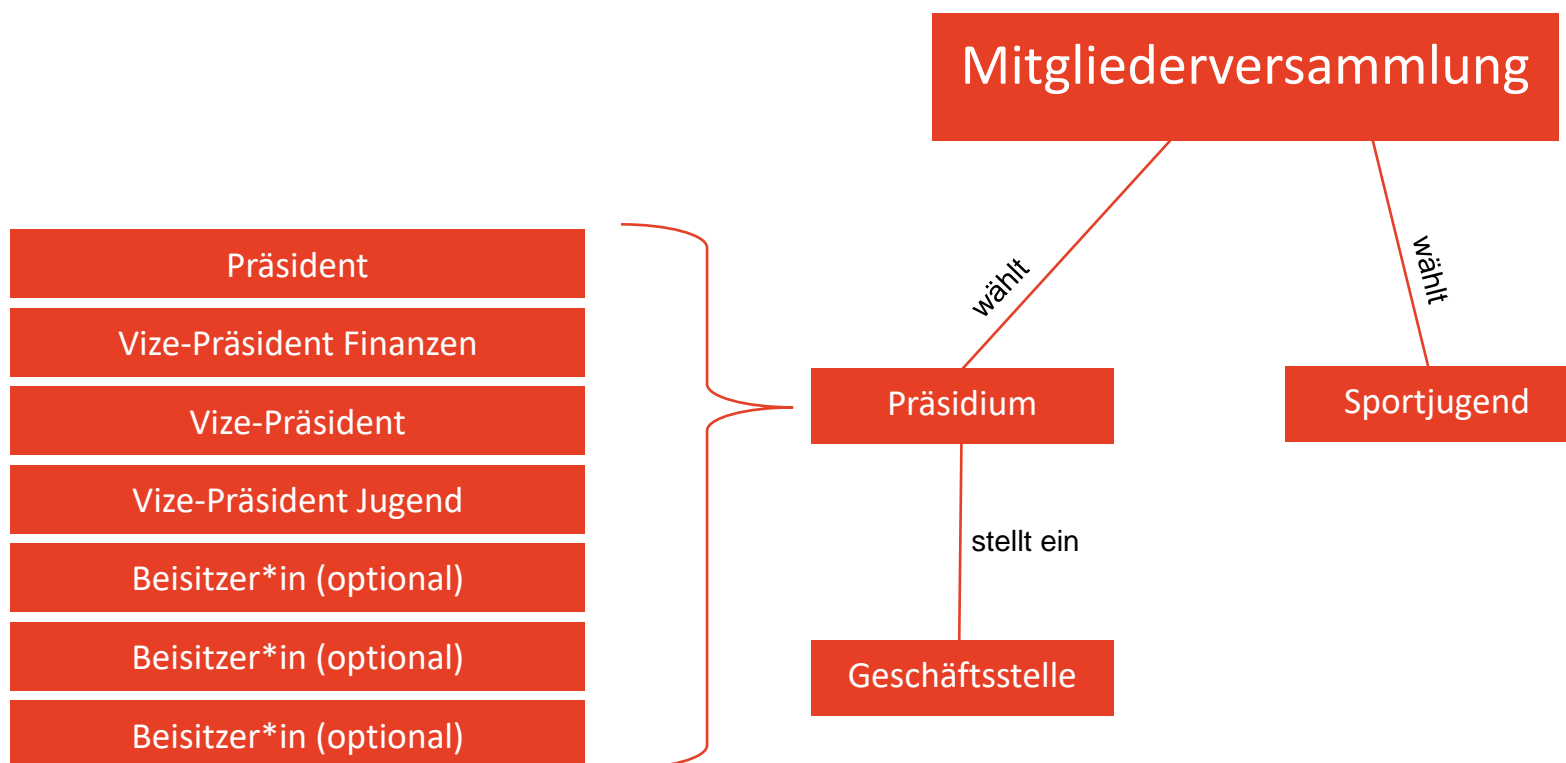 Mitgliederversammlung
wählt
wählt
Präsident
Vize-Präsident Finanzen
Vize-Präsident
Vize-Präsident Jugend
Beisitzer*in (optional)
Beisitzer*in (optional)
Beisitzer*in (optional)
Präsidium
Sportjugend
stellt ein
Geschäftsstelle